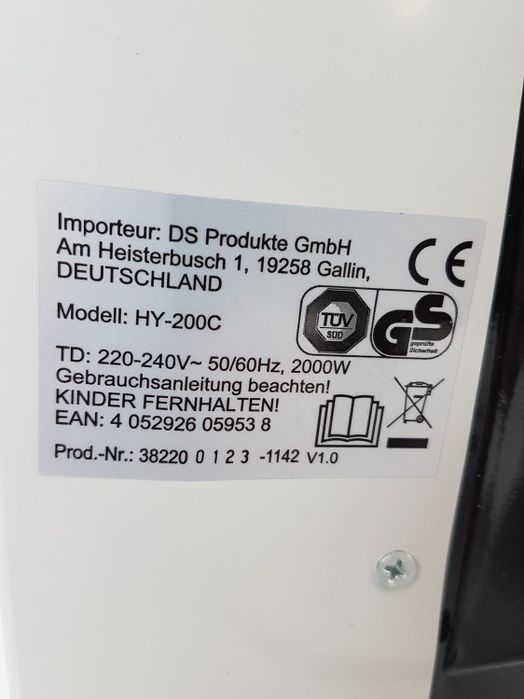 Importeur: DS Produkte GmbH
Am Heisterbusch 1, 19258 Gallin,
DEUTSCHLAND
CE
Modell: HY-200C
TÜV
SÜD
GS
geprüfte
Sicherheit
TD: 220-240V~ 50/60Hz, 2000W
Gebrauchsanleitung beachten!
KINDER FERNHALTEN!
EAN: 4 052926 05953 8
Prod.-Nr.: 38220 0 1 2 3 -1142 V1.0